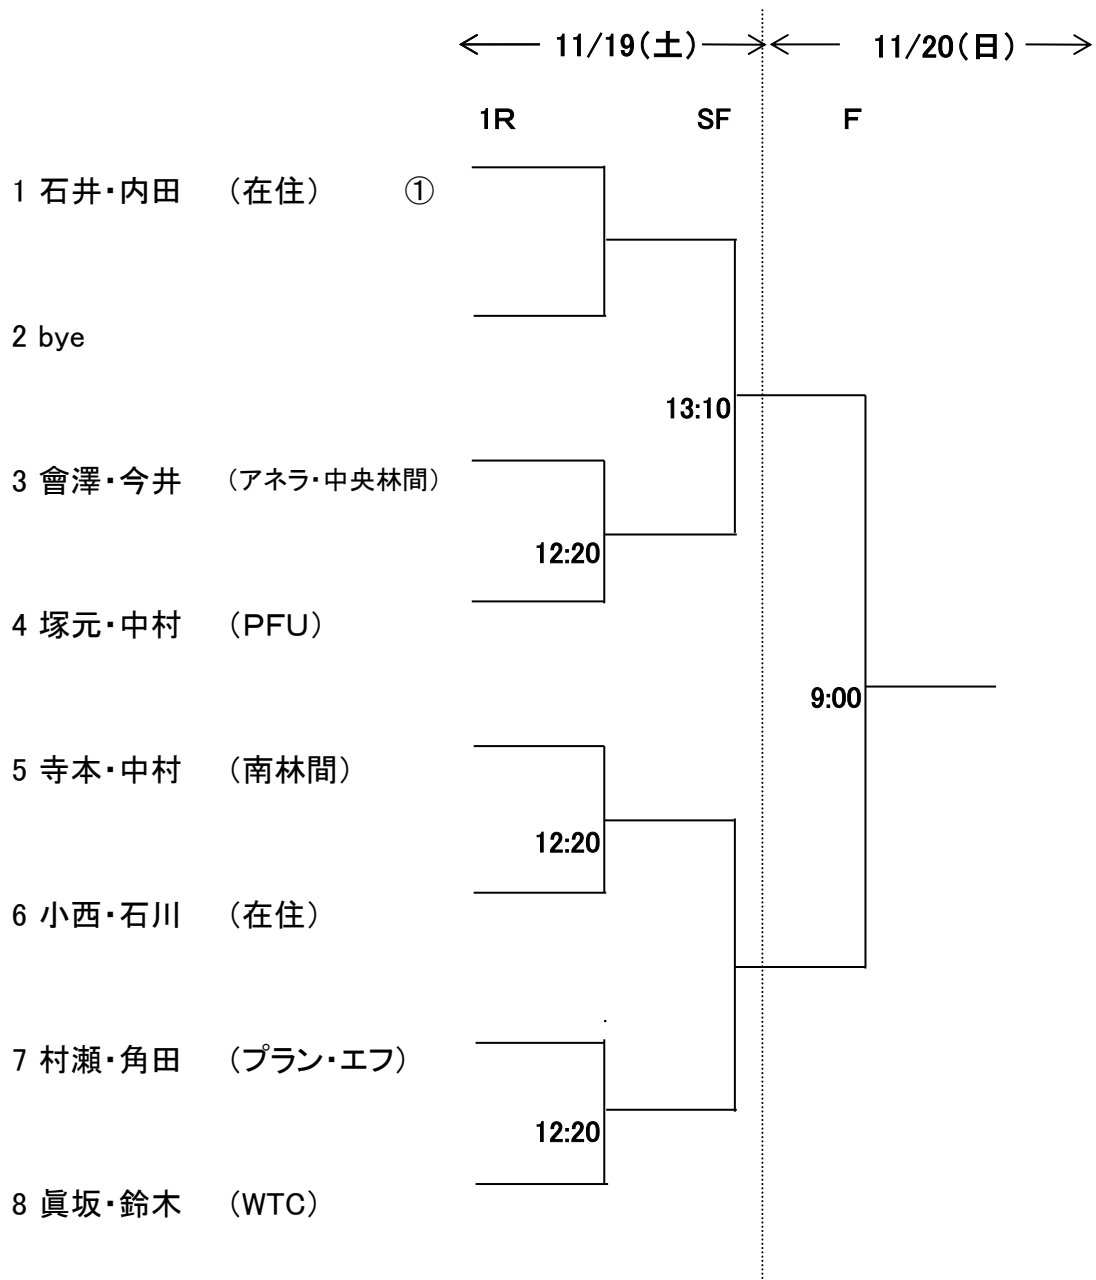 11/19(土) 11/20(日)
1R SF F
1 石井・内田 (在住) ①
2 bye
13:10
3 會澤・今井 (アネラ・中央林間)
12:20
4 塚元・中村 (PFU)
9:00
5 寺本・中村 (南林間)
12:20
6 小西・石川 (在住)
7 村瀬・角田 (プラン・エフ)
12:20
8 眞坂・鈴木 (WTC)